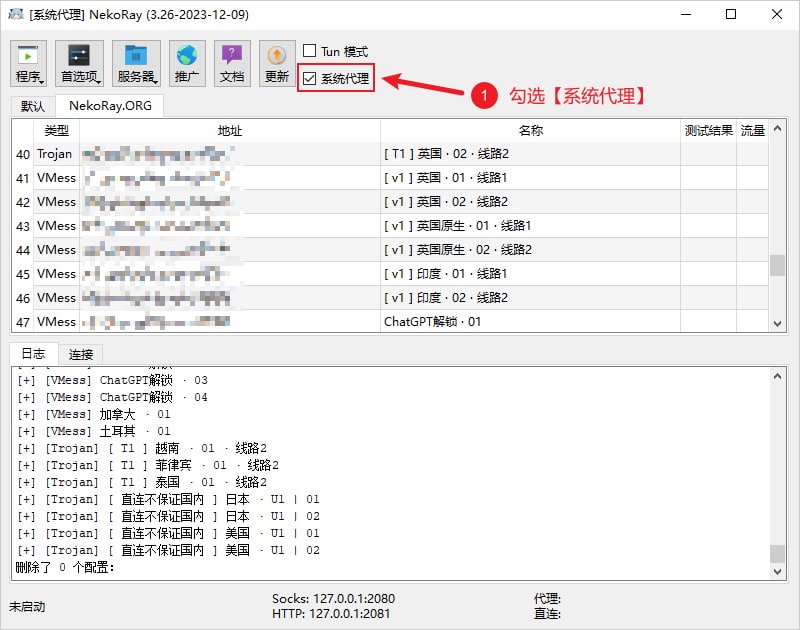 [系统代理] NekoRay (3.26-2023-12-09)
程序 首选项 服务器 推广 文档 更新
Tun 模式
系统代理
1 勾选【系统代理】
默认 NekoRay.ORG
类型 地址 名称 测试结果 流量
40 Trojan [ T1 ] 英国 · 02 · 线路2
41 VMess [ v1 ] 英国 · 01 · 线路1
42 VMess [ v1 ] 英国 · 02 · 线路2
43 VMess [ v1 ] 英国原生 · 01 · 线路1
44 VMess [ v1 ] 英国原生 · 02 · 线路2
45 VMess [ v1 ] 印度 · 01 · 线路1
46 VMess [ v1 ] 印度 · 02 · 线路2
47 VMess ChatGPT解锁 · 01
日志 连接
[+] [VMess] ChatGPT解锁 · 03
[+] [VMess] ChatGPT解锁 · 04
[+] [VMess] 加拿大 · 01
[+] [VMess] 土耳其 · 01
[+] [Trojan] [ T1 ] 越南 · 01 · 线路2
[+] [Trojan] [ T1 ] 菲律宾 · 01 · 线路2
[+] [Trojan] [ T1 ] 泰国 · 01 · 线路2
[+] [Trojan] [ 直连不保证国内 ] 日本 · U1 | 01
[+] [Trojan] [ 直连不保证国内 ] 日本 · U1 | 02
[+] [Trojan] [ 直连不保证国内 ] 美国 · U1 | 01
[+] [Trojan] [ 直连不保证国内 ] 美国 · U1 | 02
删除了 0 个配置:
未启动
Socks: 127.0.0.1:2080
HTTP: 127.0.0.1:2081
代理:
直连: